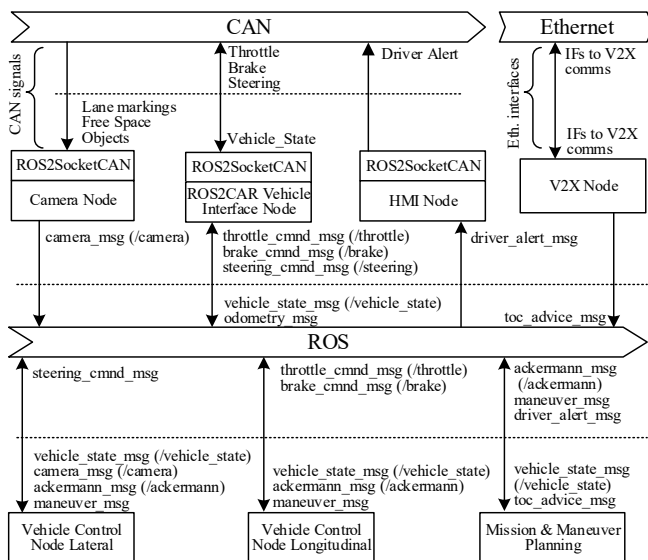 CAN
Ethernet
CAN signals
Throttle
Brake
Steering
Driver Alert
IFs to V2X
comms
Eth. interfaces
Lane markings
Free Space
Objects
Vehicle_State
IFs to V2X
comms
ROS2SocketCAN
Camera Node
ROS2SocketCAN
ROS2CAR Vehicle
Interface Node
ROS2SocketCAN
HMI Node
V2X Node
camera_msg (/camera)
throttle_cmnd_msg (/throttle)
brake_cmnd_msg (/brake)
steering_cmnd_msg (/steering)
driver_alert_msg
vehicle_state_msg (/vehicle_state)
odometry_msg
toc_advice_msg
ROS
steering_cmnd_msg
throttle_cmnd_msg (/throttle)
brake_cmnd_msg (/brake)
ackermann_msg
(/ackermann)
maneuver_msg
driver_alert_msg
vehicle_state_msg (/vehicle_state)
camera_msg (/camera)
ackermann_msg (/ackermann)
maneuver_msg
vehicle_state_msg (/vehicle_state)
ackermann_msg (/ackermann)
maneuver_msg
vehicle_state_msg
(/vehicle_state)
toc_advice_msg
Vehicle Control
Node Lateral
Vehicle Control
Node Longitudinal
Mission & Maneuver
Planning